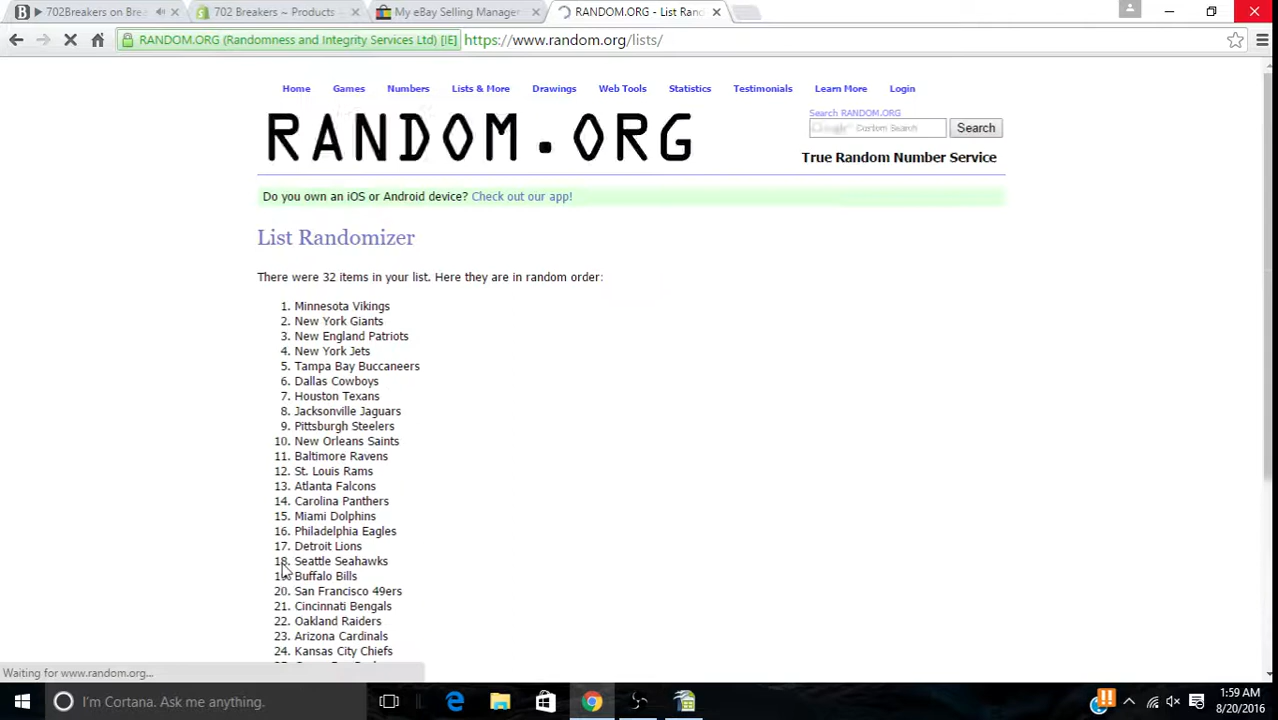 702Breakers on Brea
702 Breakers ~ Products
My eBay Selling Manager
RANDOM.ORG - List Rand
RANDOM.ORG (Randomness and Integrity Services Ltd) [IE]
https://www.random.org/lists/
Home Games Numbers Lists & More Drawings Web Tools Statistics Testimonials Learn More Login
RANDOM.ORG
Search RANDOM.ORG
Google Custom Search
Search
True Random Number Service
Do you own an iOS or Android device? Check out our app!
List Randomizer
There were 32 items in your list. Here they are in random order:
1. Minnesota Vikings
2. New York Giants
3. New England Patriots
4. New York Jets
5. Tampa Bay Buccaneers
6. Dallas Cowboys
7. Houston Texans
8. Jacksonville Jaguars
9. Pittsburgh Steelers
10. New Orleans Saints
11. Baltimore Ravens
12. St. Louis Rams
13. Atlanta Falcons
14. Carolina Panthers
15. Miami Dolphins
16. Philadelphia Eagles
17. Detroit Lions
18. Seattle Seahawks
19. Buffalo Bills
20. San Francisco 49ers
21. Cincinnati Bengals
22. Oakland Raiders
23. Arizona Cardinals
24. Kansas City Chiefs
Waiting for www.random.org...
I'm Cortana. Ask me anything.
1:59 AM
8/20/2016